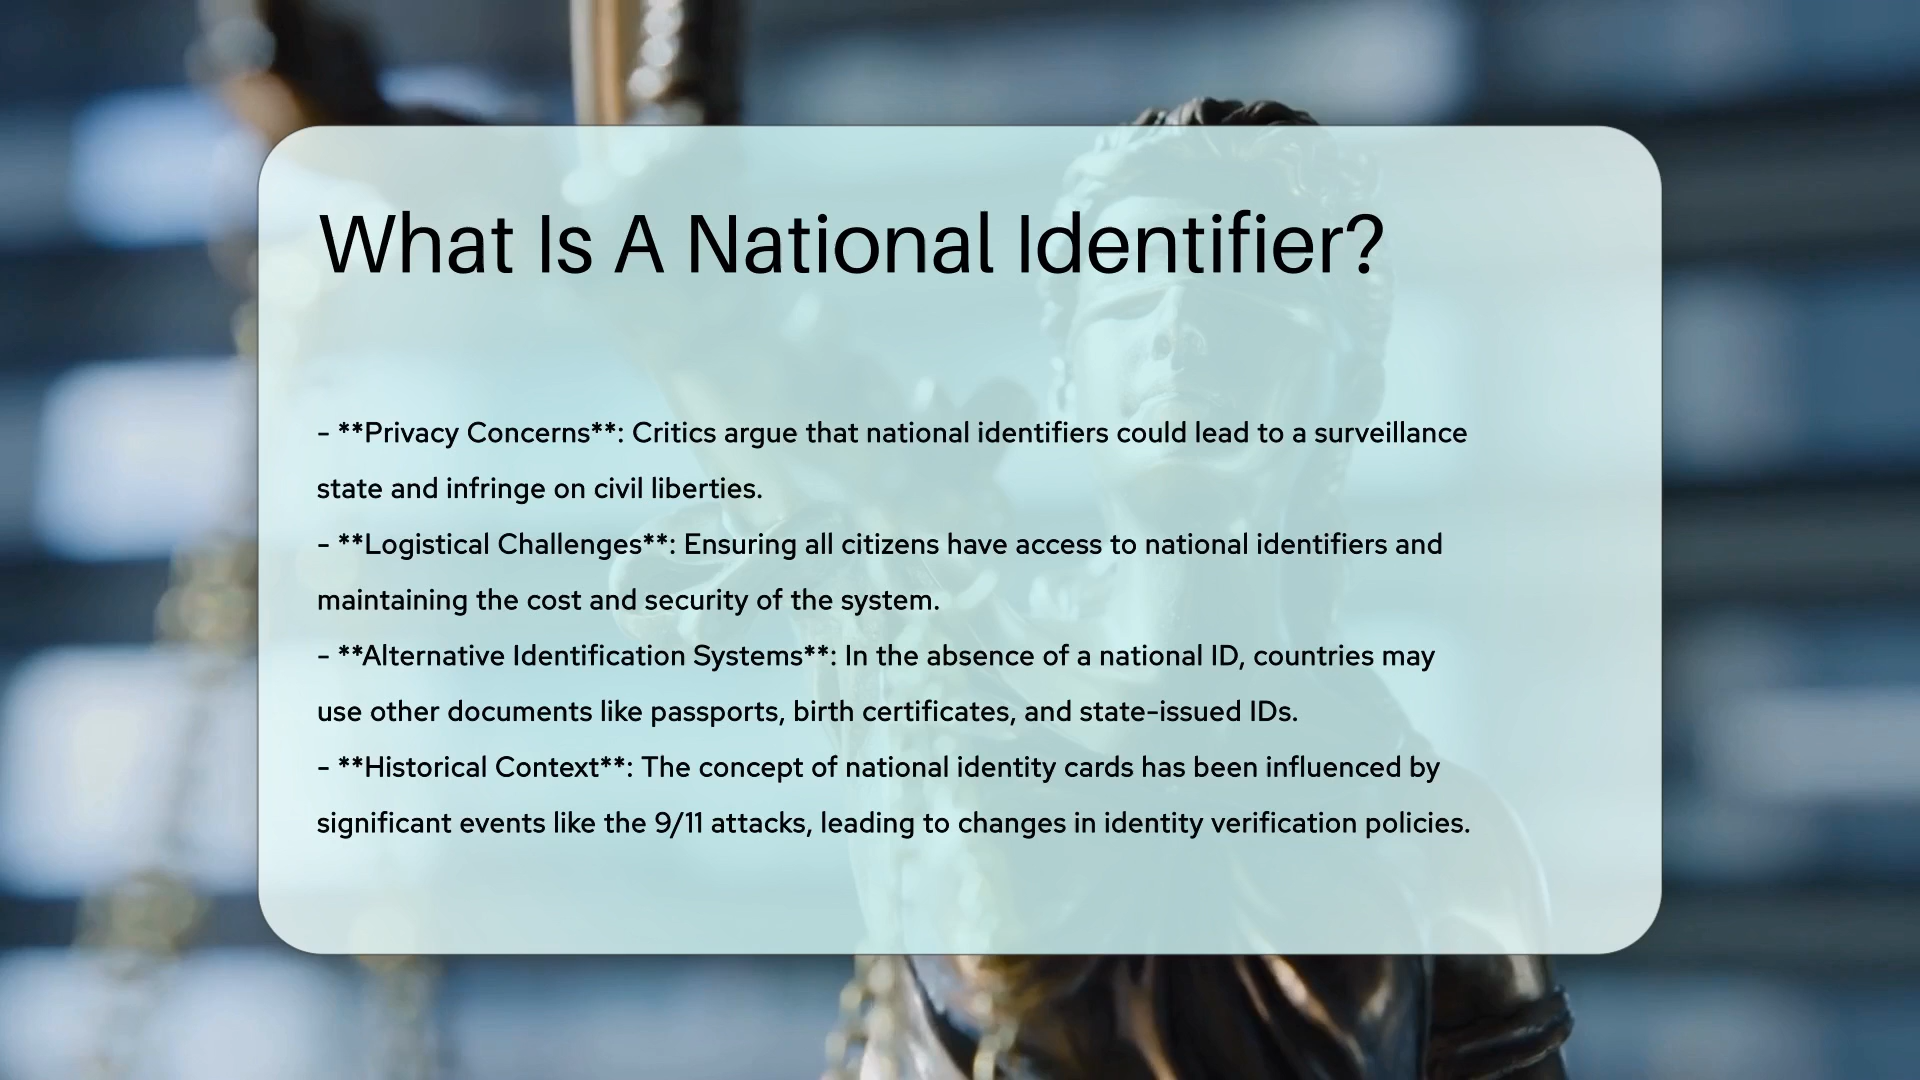 What Is A National Identifier?
- **Privacy Concerns**: Critics argue that national identifiers could lead to a surveillance
state and infringe on civil liberties.
- **Logistical Challenges**: Ensuring all citizens have access to national identifiers and
maintaining the cost and security of the system.
- **Alternative Identification Systems**: In the absence of a national ID, countries may
use other documents like passports, birth certificates, and state-issued IDs.
- **Historical Context**: The concept of national identity cards has been influenced by
significant events like the 9/11 attacks, leading to changes in identity verification policies.